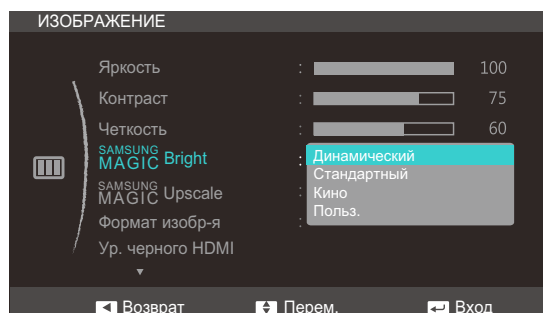 ИЗОБРАЖЕНИЕ
Яркость : 100
Контраст : 75
Четкость : 60
SAMSUNG MAGIC Bright :
Динамический
Стандартный
Кино
Польз.
SAMSUNG MAGIC Upscale :
Формат изобр-я :
Ур. черного HDMI
Возврат Перем. Вход